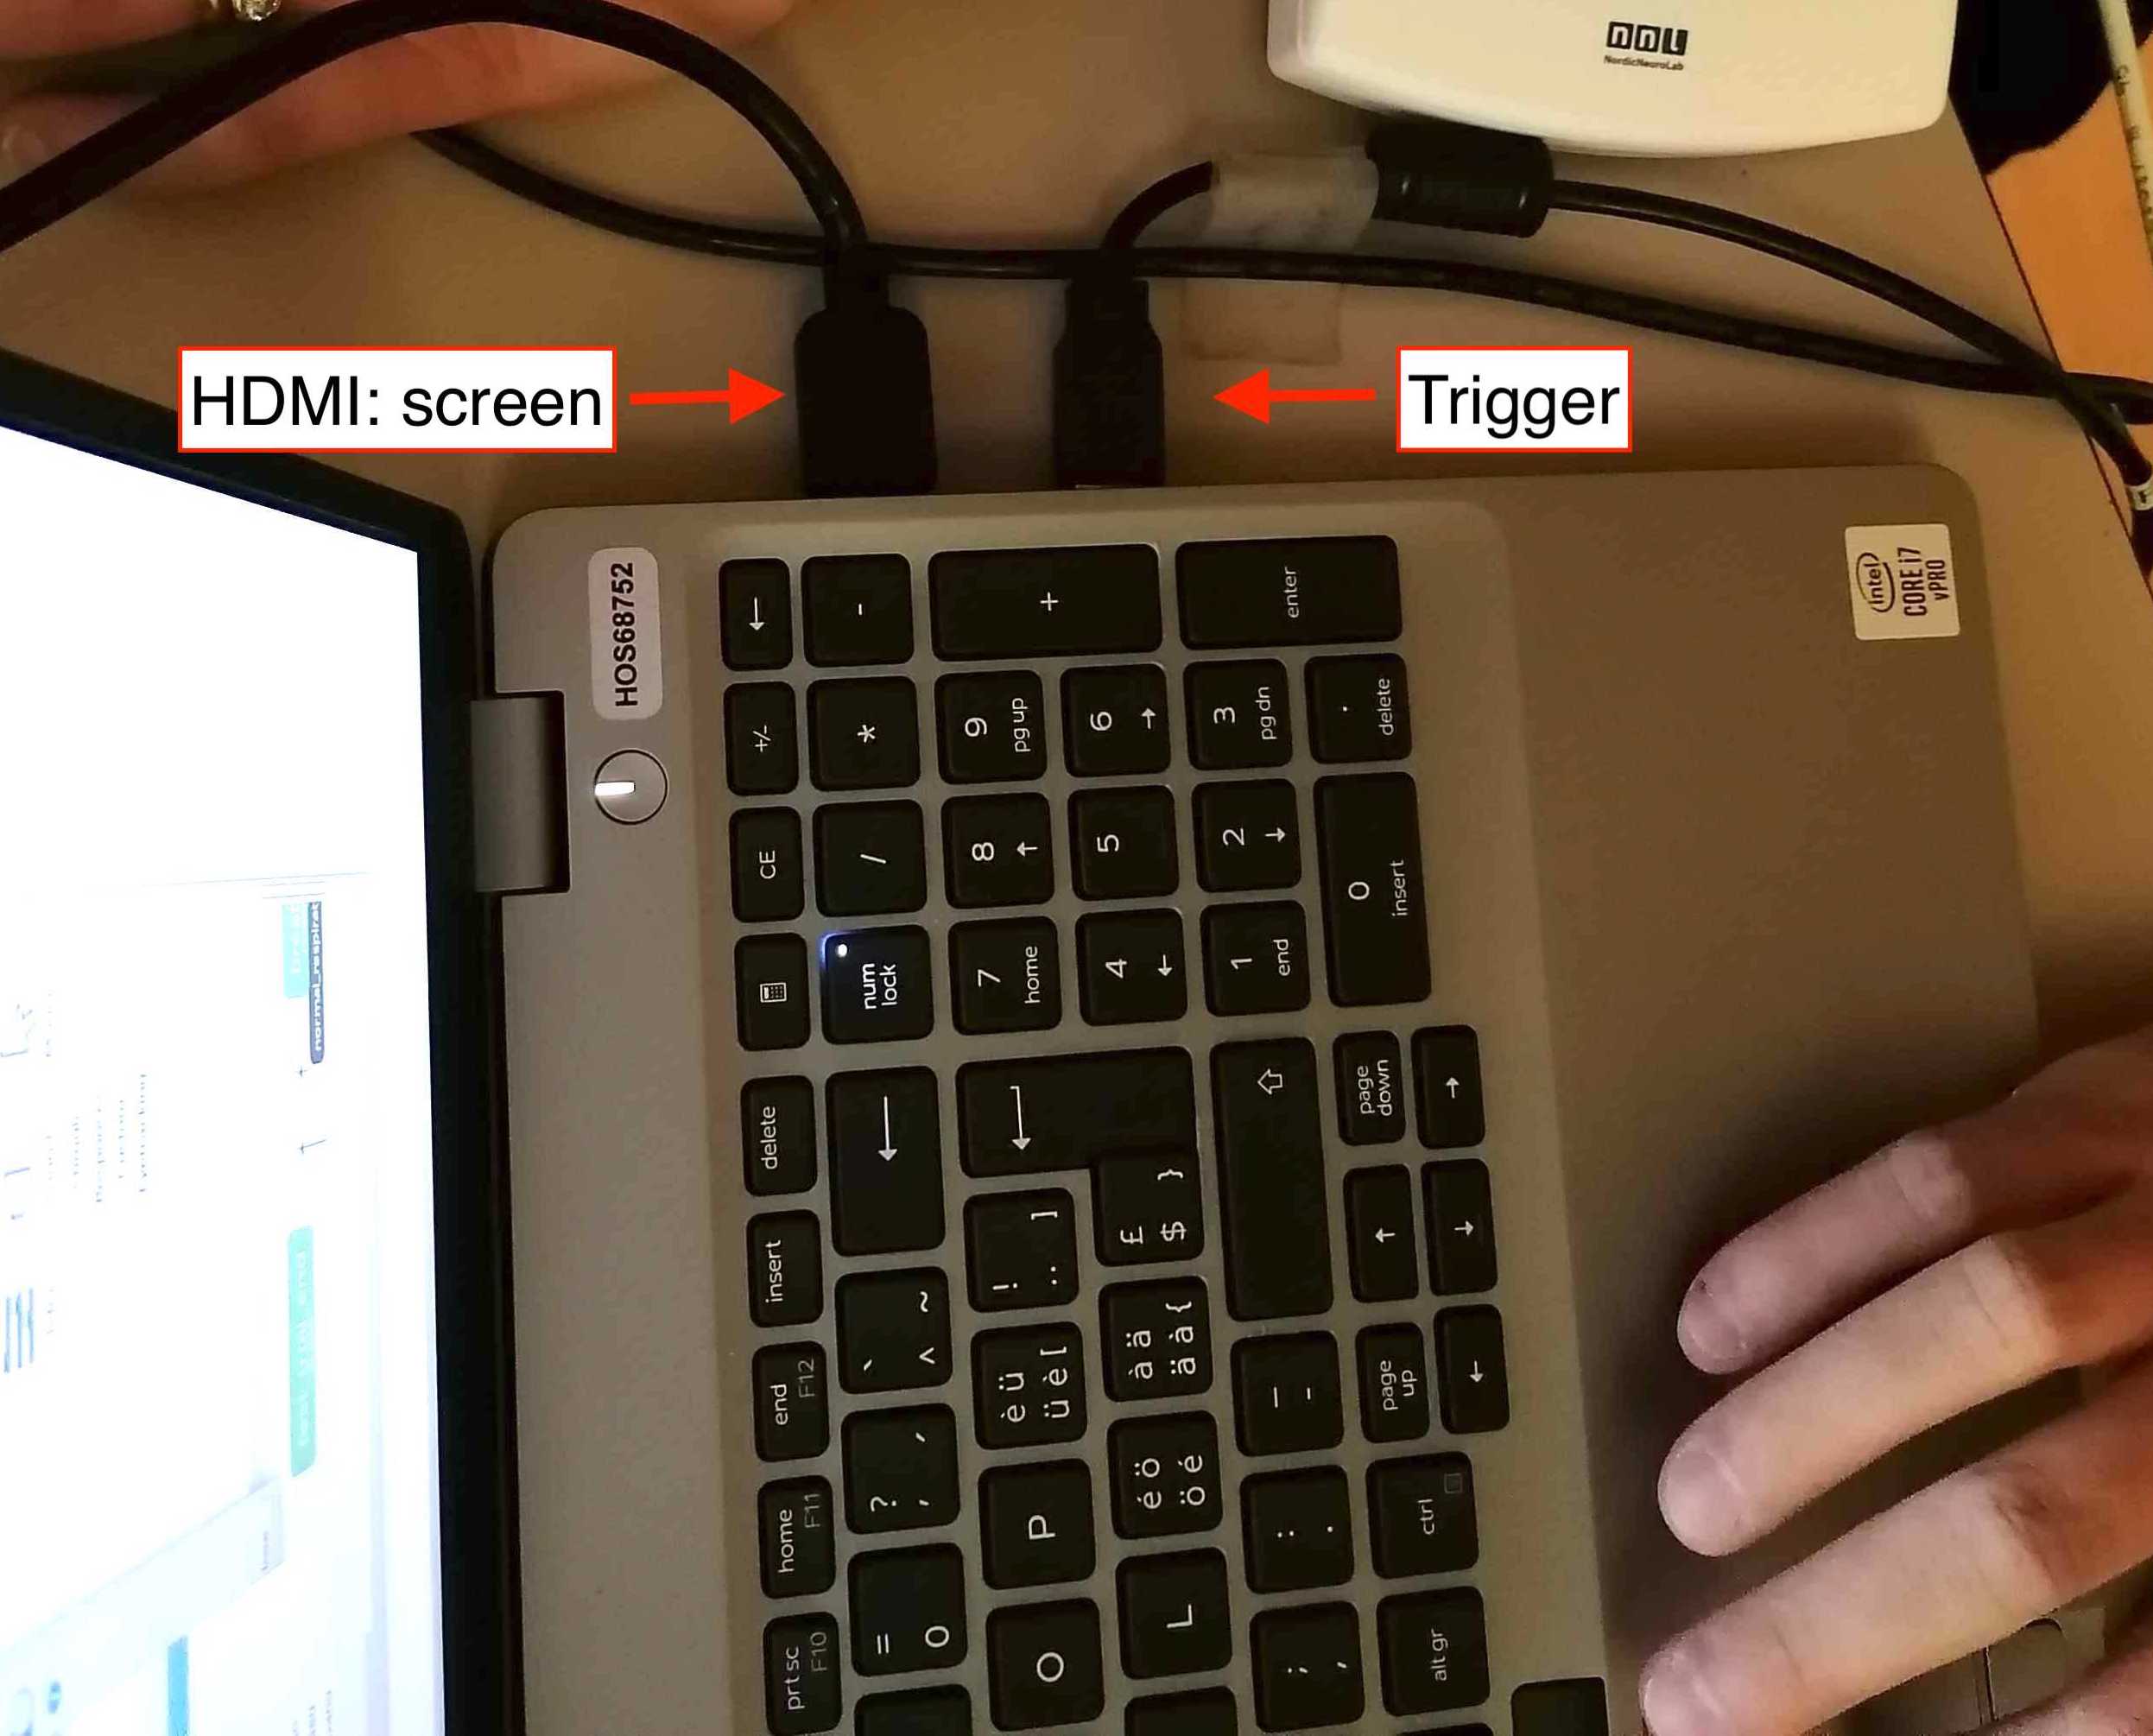 nnl
NordicNeuroLab
HDMI: screen
Trigger
HOS68752
intel
CORE i7
vPRO
←
-
+
enter
+/-
*
9
pg up
6
→
3
pg dn
.
delete
CE
/
8
↑
5
2
↓
0
insert
num
lock
7
home
4
←
1
end
delete
←
insert
! ]
..
£ }
$
⇧
page
down
→
end
F12
` ~
^
è ü
ü è [
à ä
ä à {
_
-
page
up
↑
↓
←
home
F11
? ´
'
P
é ö
ö é
:
.
ctrl
prt sc
F10
=
0
O
L
;
,
alt gr
normal_respirat